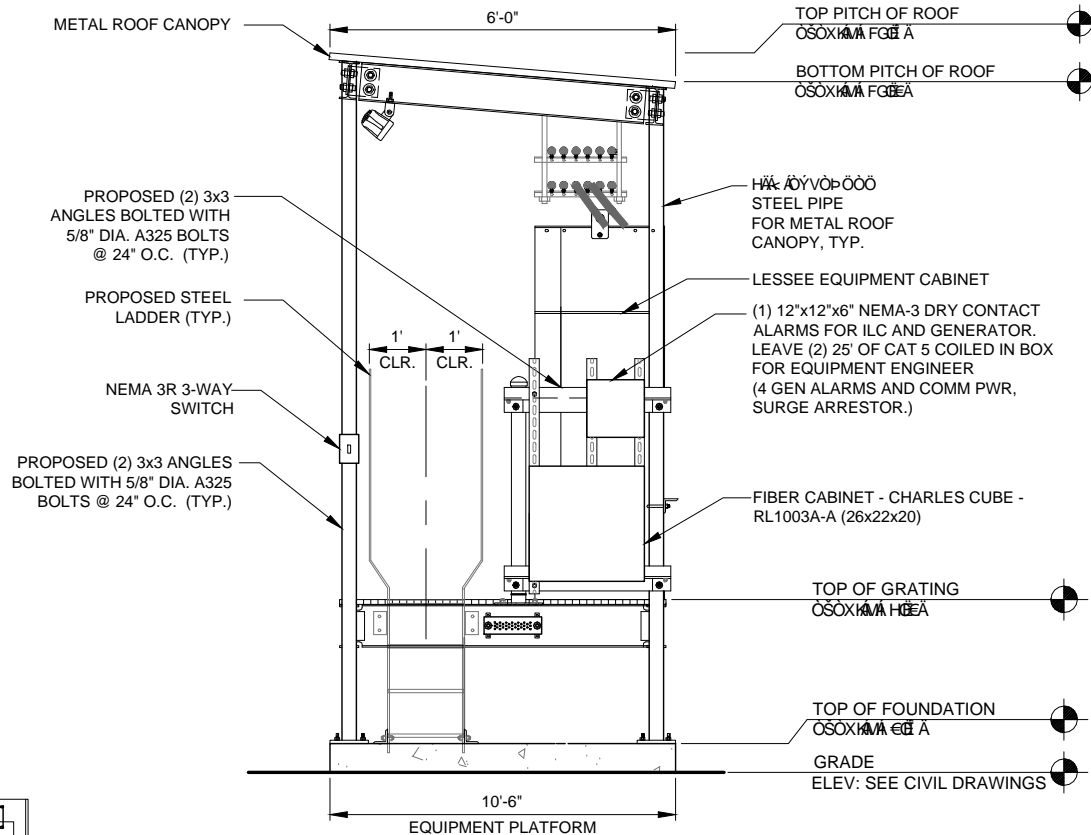 METAL ROOF CANOPY
6'-0"
TOP PITCH OF ROOF
BOTTOM PITCH OF ROOF
PROPOSED (2) 3x3
ANGLES BOLTED WITH
5/8" DIA. A325 BOLTS
@ 24" O.C. (TYP.)
STEEL PIPE
FOR METAL ROOF
CANOPY, TYP.
LESSEE EQUIPMENT CABINET
PROPOSED STEEL
LADDER (TYP.)
1'
CLR.
1'
CLR.
(1) 12"x12"x6" NEMA-3 DRY CONTACT
ALARMS FOR ILC AND GENERATOR.
LEAVE (2) 25' OF CAT 5 COILED IN BOX
FOR EQUIPMENT ENGINEER
(4 GEN ALARMS AND COMM PWR,
SURGE ARRESTOR.)
NEMA 3R 3-WAY
SWITCH
PROPOSED (2) 3x3 ANGLES
BOLTED WITH 5/8" DIA. A325
BOLTS @ 24" O.C. (TYP.)
FIBER CABINET - CHARLES CUBE -
RL1003A-A (26x22x20)
TOP OF GRATING
TOP OF FOUNDATION
GRADE
ELEV: SEE CIVIL DRAWINGS
10'-6"
EQUIPMENT PLATFORM